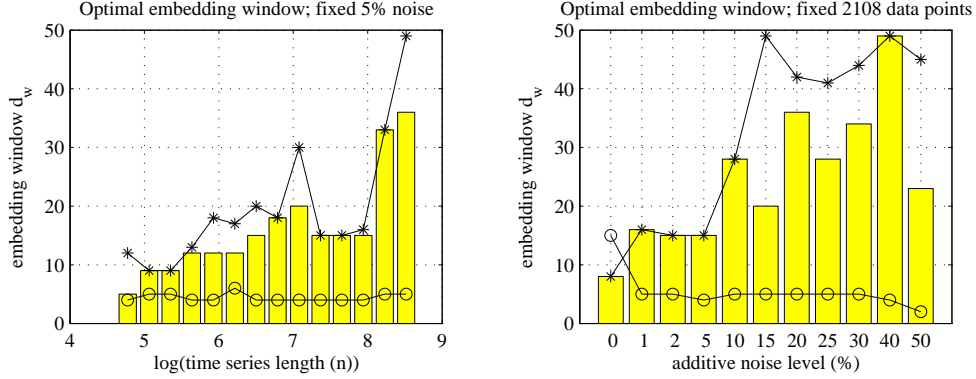 Optimal embedding window; fixed 5% noise
50
40
30
20
10
0
embedding window d_w
4 5 6 7 8 9
log(time series length (n))
Optimal embedding window; fixed 2108 data points
50
40
30
20
10
0
embedding window d_w
0 1 2 5 10 15 20 25 30 40 50
additive noise level (%)